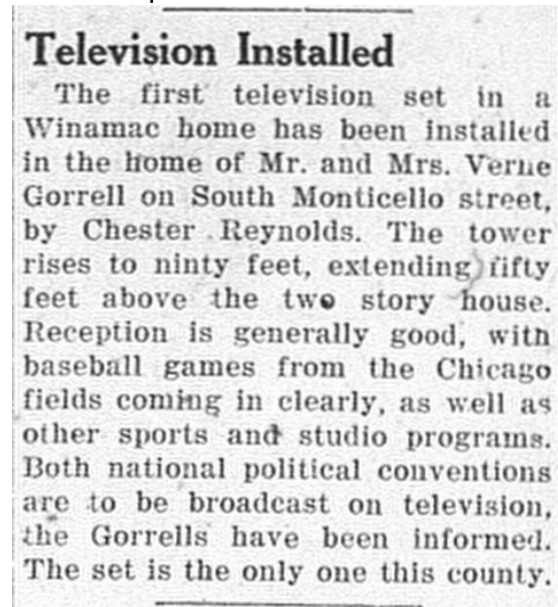 Television Installed
The first television set in a
Winamac home has been installed
in the home of Mr. and Mrs. Verne
Gorrell on South Monticello street,
by Chester Reynolds. The tower
rises to ninty feet, extending fifty
feet above the two story house.
Reception is generally good, with
baseball games from the Chicago
fields coming in clearly, as well as
other sports and studio programs.
Both national political conventions
are to be broadcast on television,
the Gorrells have been informed.
The set is the only one this county.